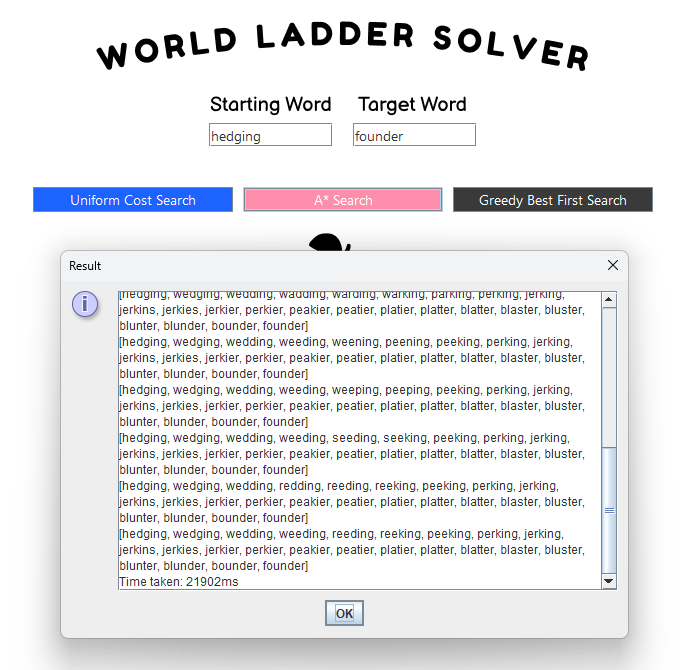 WORLD LADDER SOLVER
Starting Word Target Word
hedging founder
Uniform Cost Search A* Search Greedy Best First Search
Result
[hedging, wedging, wedding, wadding, warding, warking, parking, perking, jerking,
jerkins, jerkies, jerkier, perkier, peakier, peatier, platier, platter, blatter, blaster, bluster,
blunter, blunder, bounder, founder]
[hedging, wedging, wedding, weeding, weening, peening, peeking, perking, jerking,
jerkins, jerkies, jerkier, perkier, peakier, peatier, platier, platter, blatter, blaster, bluster,
blunter, blunder, bounder, founder]
[hedging, wedging, wedding, weeding, weeping, peeping, peeking, perking, jerking,
jerkins, jerkies, jerkier, perkier, peakier, peatier, platier, platter, blatter, blaster, bluster,
blunter, blunder, bounder, founder]
[hedging, wedging, wedding, weeding, seeding, seeking, peeking, perking, jerking,
jerkins, jerkies, jerkier, perkier, peakier, peatier, platier, platter, blatter, blaster, bluster,
blunter, blunder, bounder, founder]
[hedging, wedging, wedding, redding, reeding, reeking, peeking, perking, jerking,
jerkins, jerkies, jerkier, perkier, peakier, peatier, platier, platter, blatter, blaster, bluster,
blunter, blunder, bounder, founder]
[hedging, wedging, wedding, weeding, reeding, reeking, peeking, perking, jerking,
jerkins, jerkies, jerkier, perkier, peakier, peatier, platier, platter, blatter, blaster, bluster,
blunter, blunder, bounder, founder]
Time taken: 21902ms
OK